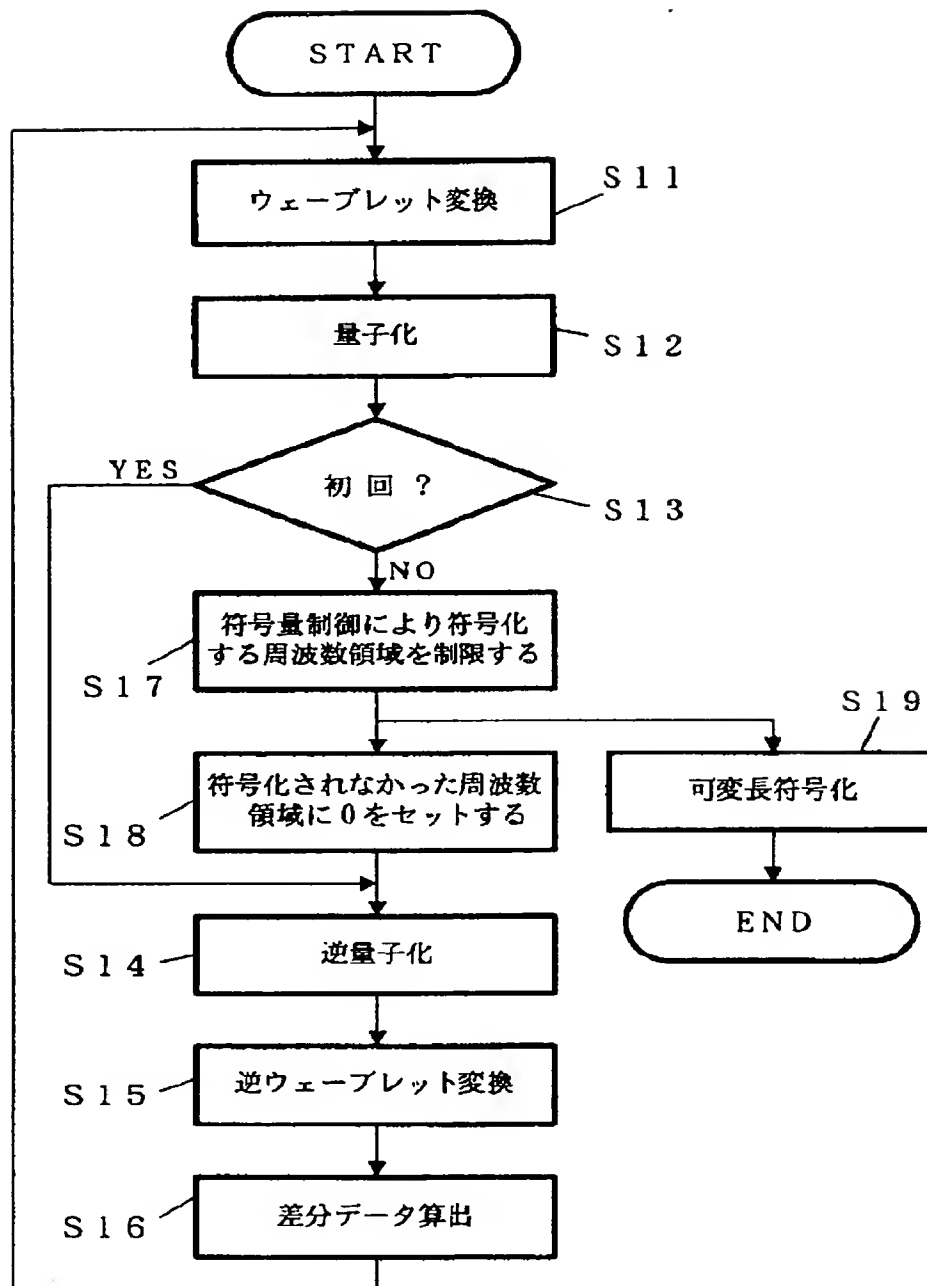 START
ウェーブレット変換
S11
量子化
S12
YES
初回?
S13
NO
符号量制御により符号化
する周波数領域を制限する
S17
S19
符号化されなかった周波数
領域に0をセットする
S18
可変長符号化
END
逆量子化
S14
逆ウェーブレット変換
S15
差分データ算出
S16